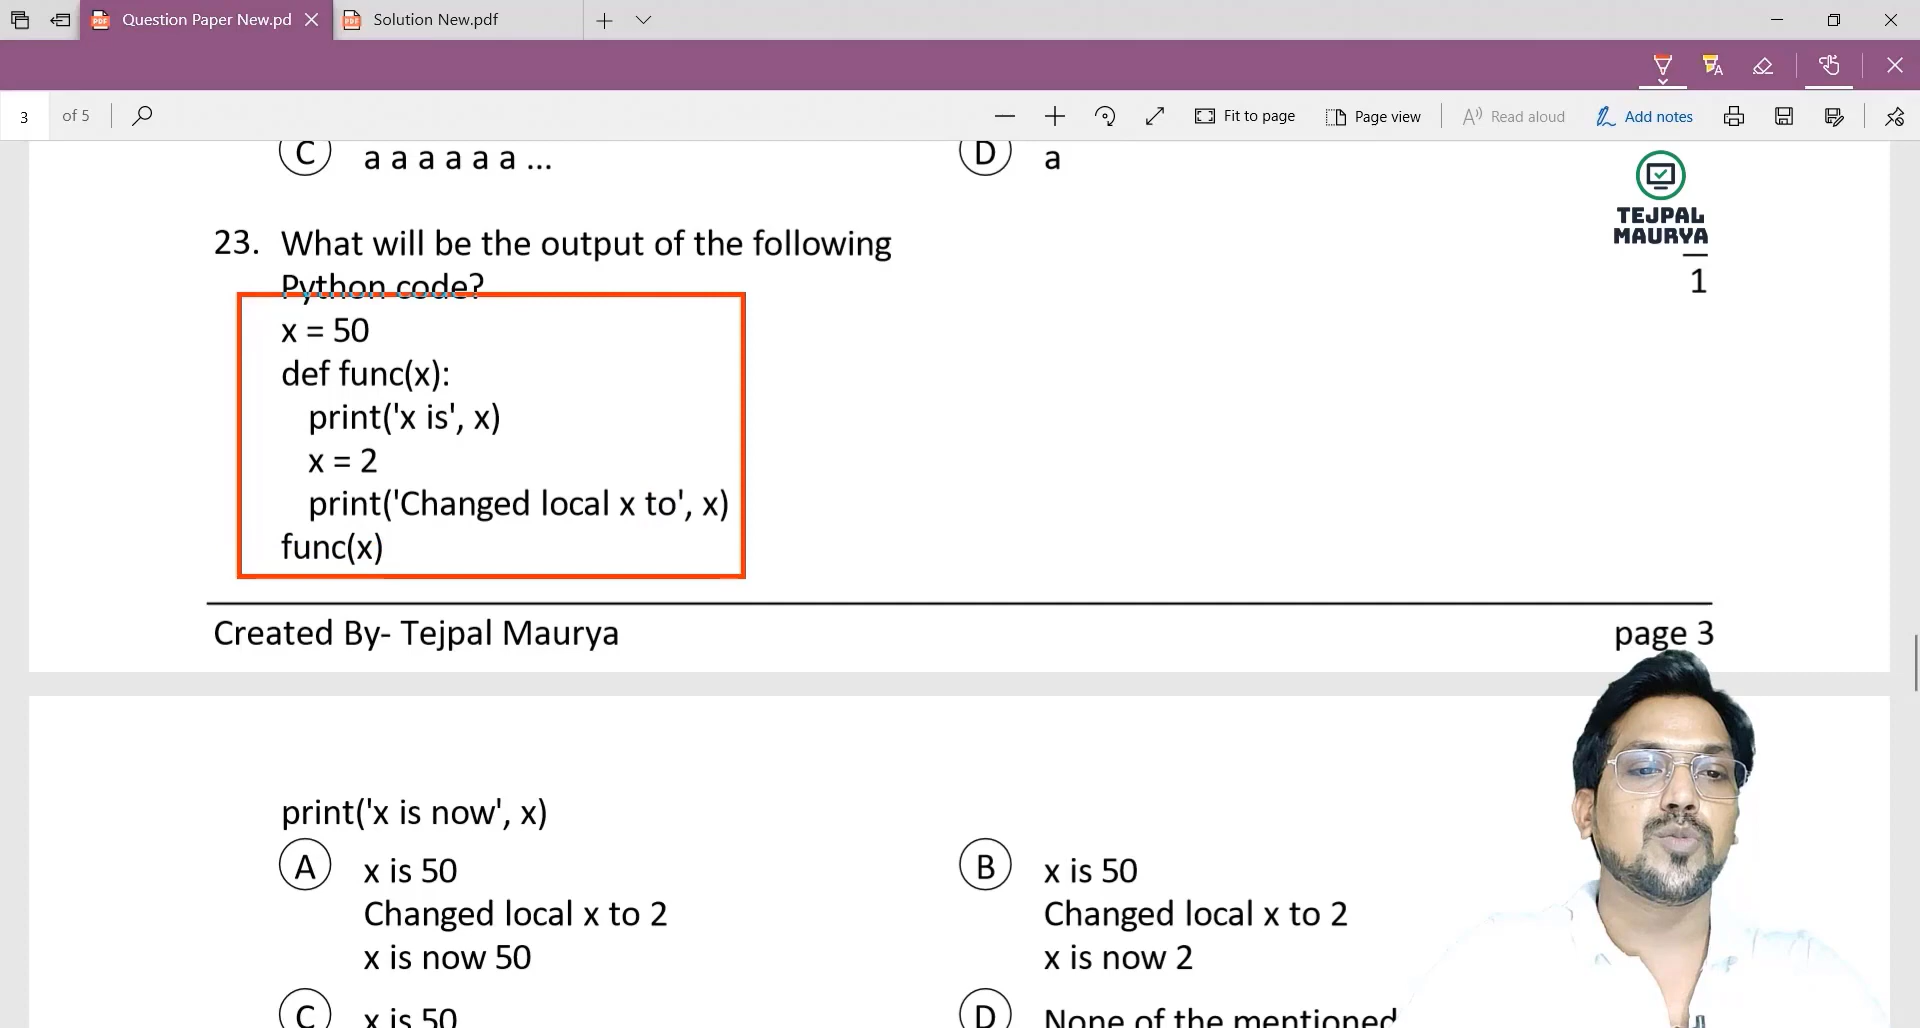 Question Paper New.pd
Solution New.pdf
3 of 5
Fit to page
Page view
Read aloud
Add notes
C a a a a a a ...
D a
TEJPAL
MAURYA
23. What will be the output of the following
Python code?
1
x = 50
def func(x):
print('x is', x)
x = 2
print('Changed local x to', x)
func(x)
Created By- Tejpal Maurya
page 3
print('x is now', x)
A x is 50
Changed local x to 2
x is now 50
B x is 50
Changed local x to 2
x is now 2
C x is 50
D None of the mentioned